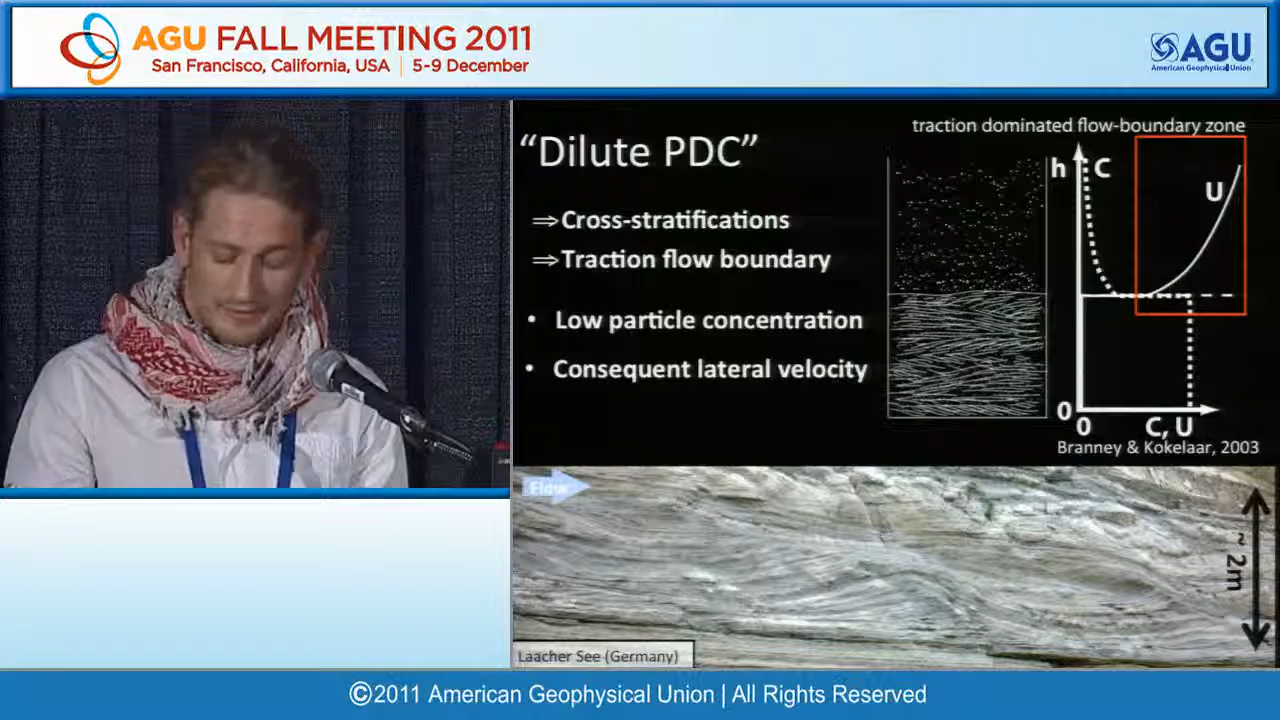 AGU FALL MEETING 2011
San Francisco, California, USA | 5-9 December
AGU
American Geophysical Union
"Dilute PDC"
⇒Cross-stratifications
⇒Traction flow boundary
• Low particle concentration
• Consequent lateral velocity
traction dominated flow-boundary zone
h C
U
0
0 C, U
Branney & Kokelaar, 2003
Flow
~ 2m
Laacher See (Germany)
©2011 American Geophysical Union | All Rights Reserved